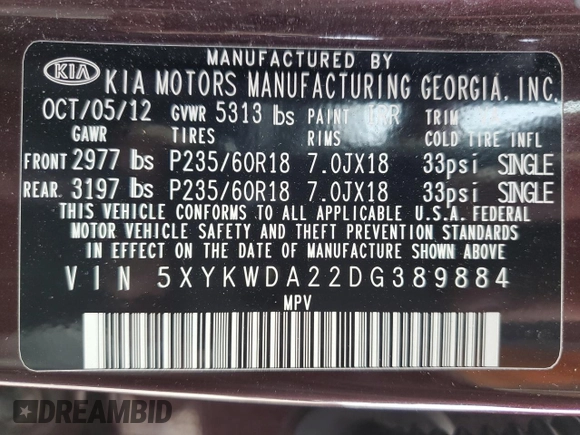 MANUFACTURED BY
KIA KIA MOTORS MANUFACTURING GEORGIA, INC.
OCT/05/12 GVWR 5313 lbs PAINT TRIM
GAWR TIRES RIMS COLD TIRE INFL
FRONT 2977 lbs P235/60R18 7.0JX18 33psi SINGLE
REAR. 3197 lbs P235/60R18 7.0JX18 33psi SINGLE
THIS VEHICLE CONFORMS TO ALL APPLICABLE U.S.A. FEDERAL
MOTOR VEHICLE SAFETY AND THEFT PREVENTION STANDARDS
IN EFFECT ON THE DATE OF MANUFACTURE SHOWN ABOVE.
VIN 5XYKWDA22DG389884
MPV
DREAMBID